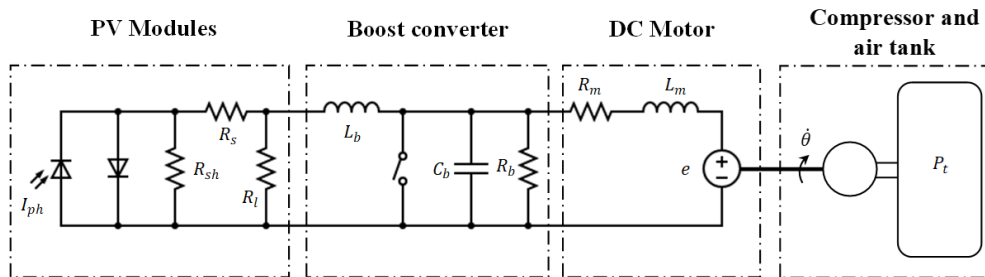 PV Modules
Boost converter
DC Motor
Compressor and
air tank
R_s
R_sh
R_l
I_ph
L_b
C_b
R_b
R_m
L_m
e
+
−
θ̇
P_t